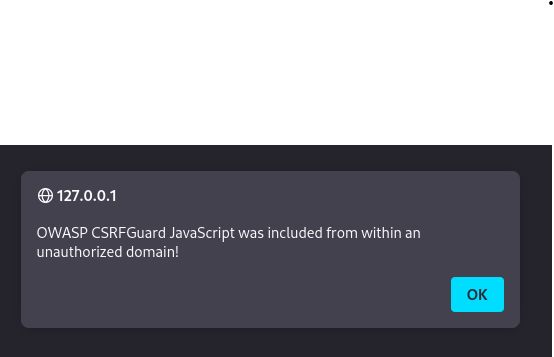 127.0.0.1
OWASP CSRFGuard JavaScript was included from within an
unauthorized domain!
OK